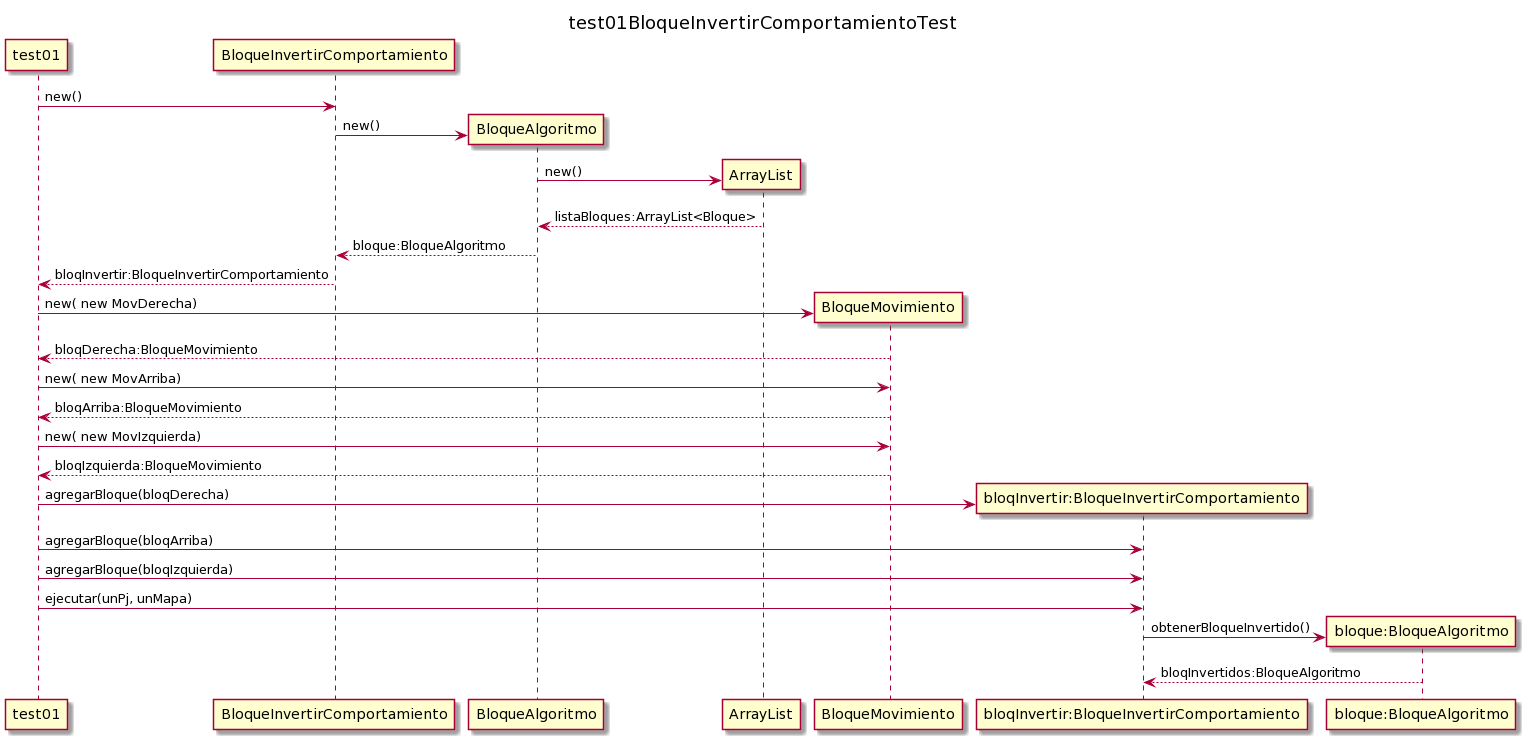 test01BloqueInvertirComportamientoTest
test01
BloqueInvertirComportamiento
new()
new()
BloqueAlgoritmo
new()
ArrayList
listaBloques:ArrayList<Bloque>
bloque:BloqueAlgoritmo
bloqInvertir:BloqueInvertirComportamiento
new( new MovDerecha)
BloqueMovimiento
bloqDerecha:BloqueMovimiento
new( new MovArriba)
bloqArriba:BloqueMovimiento
new( new MovIzquierda)
bloqIzquierda:BloqueMovimiento
agregarBloque(bloqDerecha)
bloqInvertir:BloqueInvertirComportamiento
agregarBloque(bloqArriba)
agregarBloque(bloqIzquierda)
ejecutar(unPj, unMapa)
obtenerBloqueInvertido()
bloque:BloqueAlgoritmo
bloqInvertidos:BloqueAlgoritmo
test01
BloqueInvertirComportamiento
BloqueAlgoritmo
ArrayList
BloqueMovimiento
bloqInvertir:BloqueInvertirComportamiento
bloque:BloqueAlgoritmo